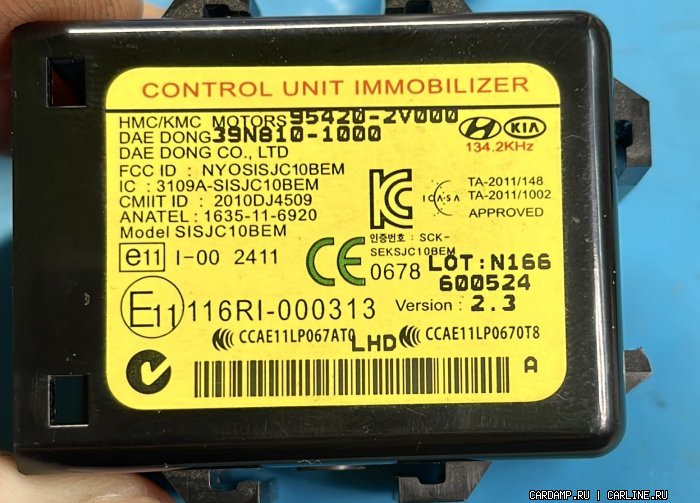 CONTROL UNIT IMMOBILIZER
HMC/KMC MOTORS 95420-2V000
DAE DONG 39N810-1000
DAE DONG CO., LTD
FCC ID : NYOSISJC10BEM
IC : 3109A-SISJC10BEM
CMIIT ID : 2010DJ4509
ANATEL : 1635-11-6920
Model SISJC10BEM
KIA
134.2KHz
ICASA
TA-2011/148
TA-2011/1002
APPROVED
인증번호 : SCK-
SEKSJC10BEM
e11 I-00 2411
CE 0678
LOT:N166
600524
E11 116RI-000313
Version : 2.3
CCAE11LP067AT0
LHD
CCAE11LP0670T8
A
CARDAMP.RU | CARLINE.RU